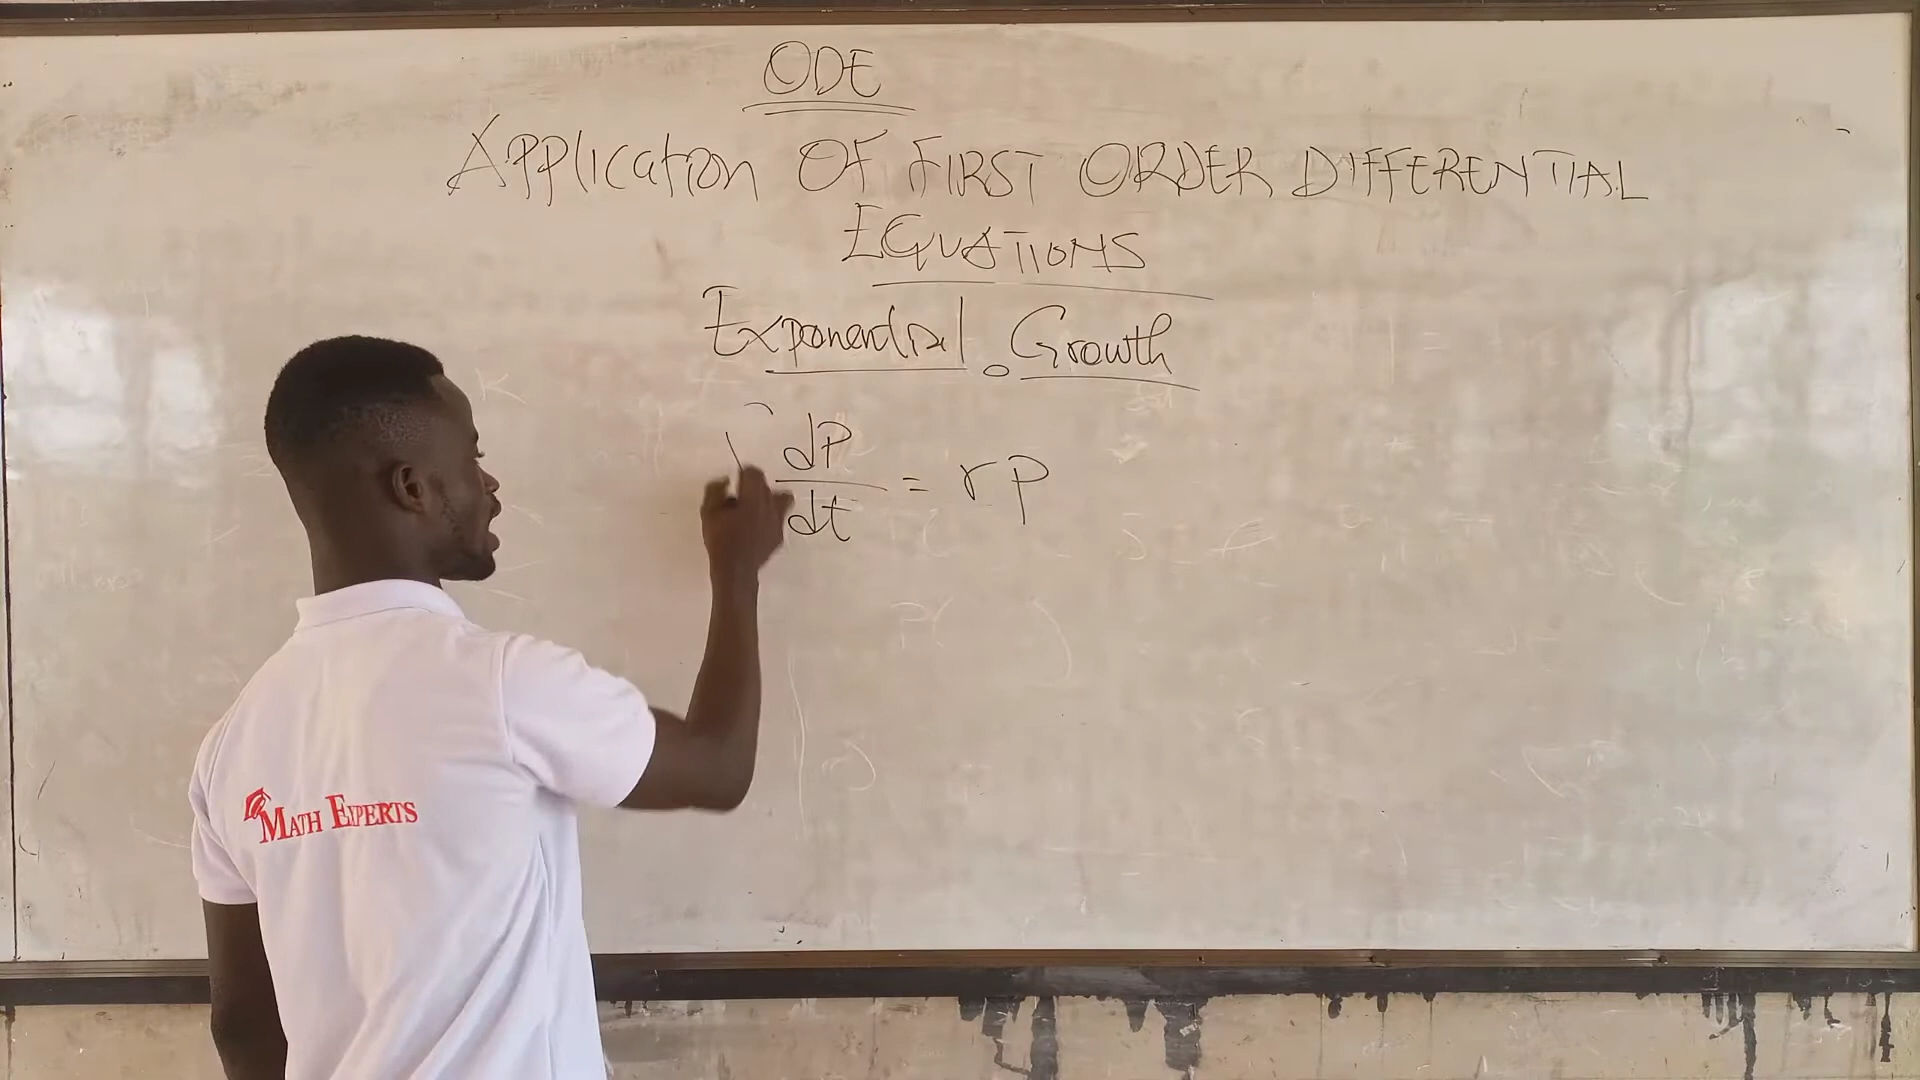 ODE
Application OF FIRST ORDER DIFFERENTIAL
EQUATIONS
Exponential Growth
dP/dt = rP
MATH EXPERTS